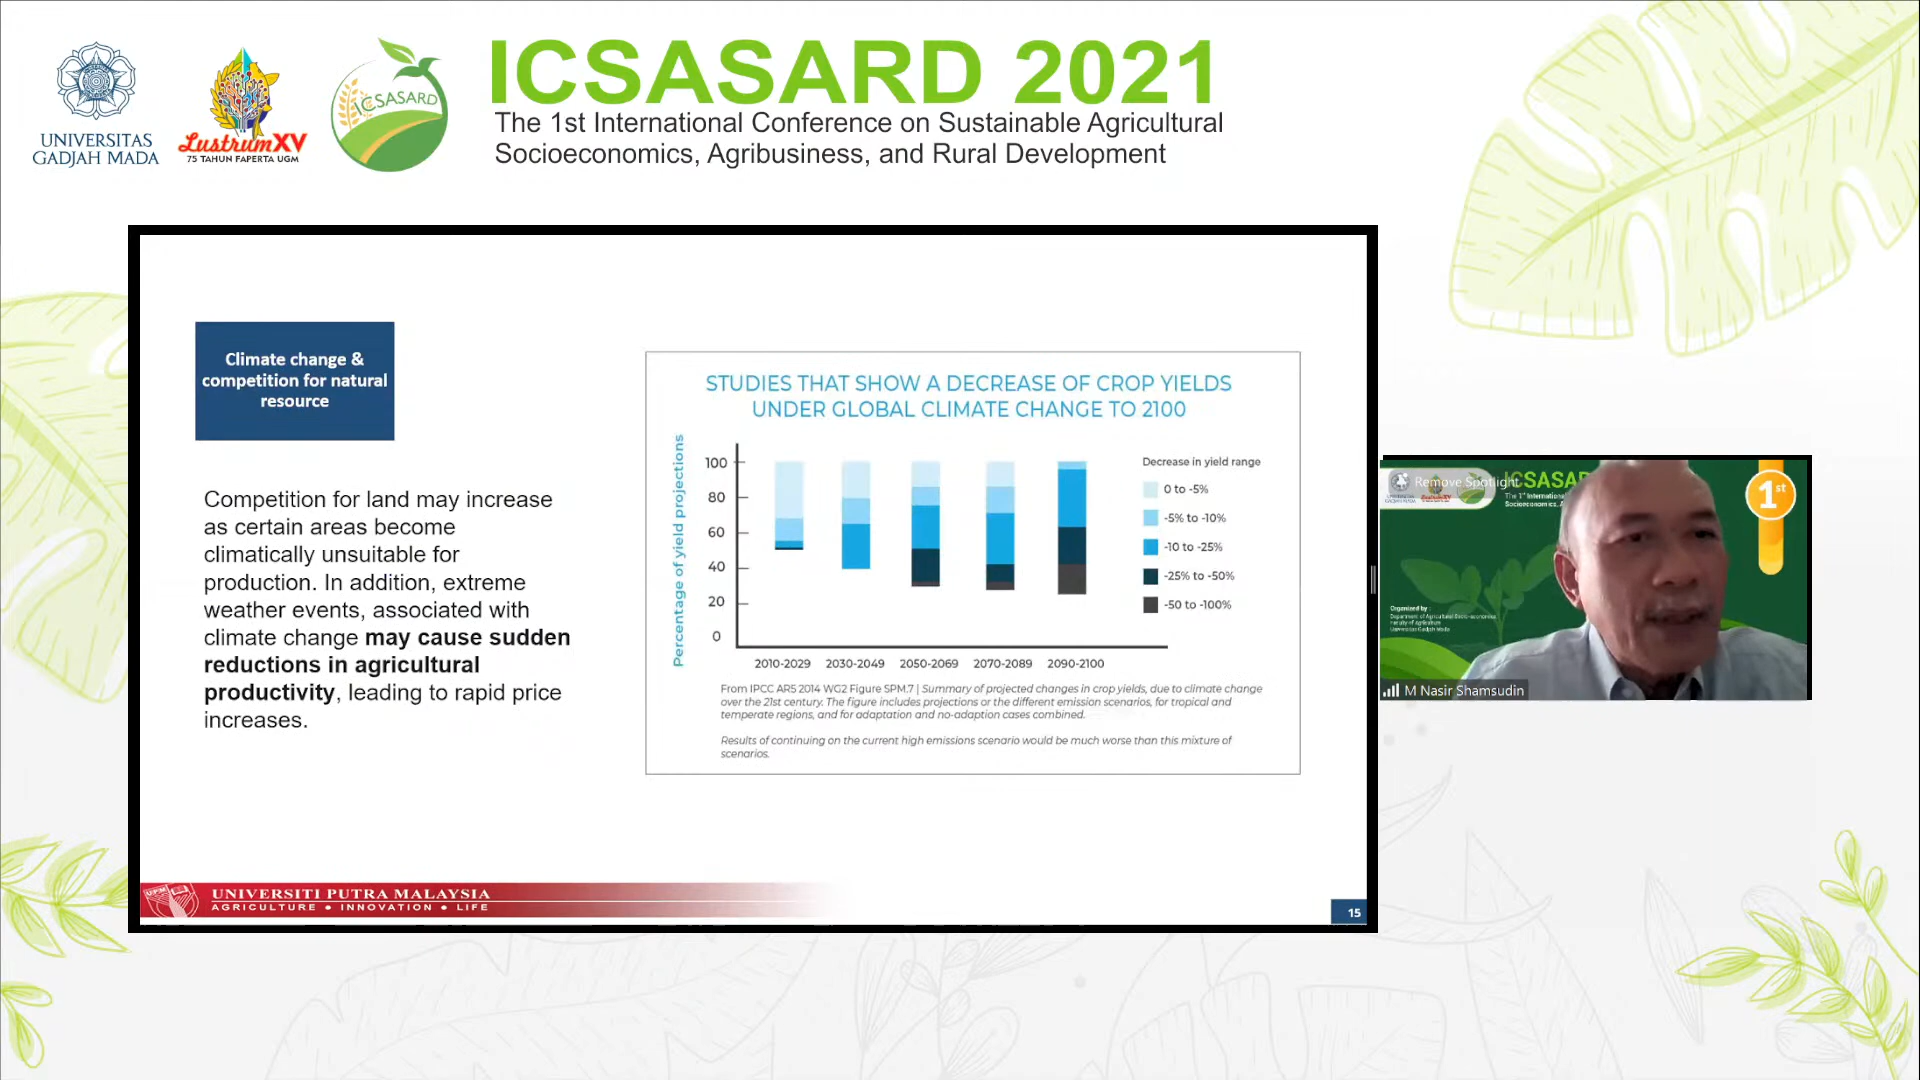 UNIVERSITAS
GADJAH MADA
LustrumXV
75 TAHUN FAPERTA UGM
ICSASARD
ICSASARD 2021
The 1st International Conference on Sustainable Agricultural
Socioeconomics, Agribusiness, and Rural Development
Climate change &
competition for natural
resource
Competition for land may increase
as certain areas become
climatically unsuitable for
production. In addition, extreme
weather events, associated with
climate change may cause sudden
reductions in agricultural
productivity, leading to rapid price
increases.
STUDIES THAT SHOW A DECREASE OF CROP YIELDS
UNDER GLOBAL CLIMATE CHANGE TO 2100
Percentage of yield projections
100
80
60
40
20
0
2010-2029 2030-2049 2050-2069 2070-2089 2090-2100
Decrease in yield range
0 to -5%
-5% to -10%
-10 to -25%
-25% to -50%
-50 to -100%
From IPCC AR5 2014 WG2 Figure SPM.7 | Summary of projected changes in crop yields, due to climate change
over the 21st century. The figure includes projections or the different emission scenarios, for tropical and
temperate regions, and for adaptation and no-adaption cases combined.
Results of continuing on the current high emissions scenario would be much worse than this mixture of
scenarios.
UNIVERSITI PUTRA MALAYSIA
AGRICULTURE • INNOVATION • LIFE
15
Remove Spotlight
ICSASA
The 1st International
Socioeconomics, A
1st
Organized by :
Department of Agricultural Socio-economics
Faculty of Agriculture
Universitas Gadjah Mada
M Nasir Shamsudin